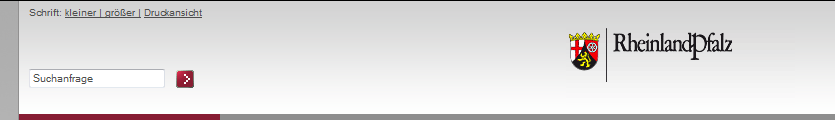 Schrift: kleiner | größer | Druckansicht
RheinlandPfalz
Suchanfrage